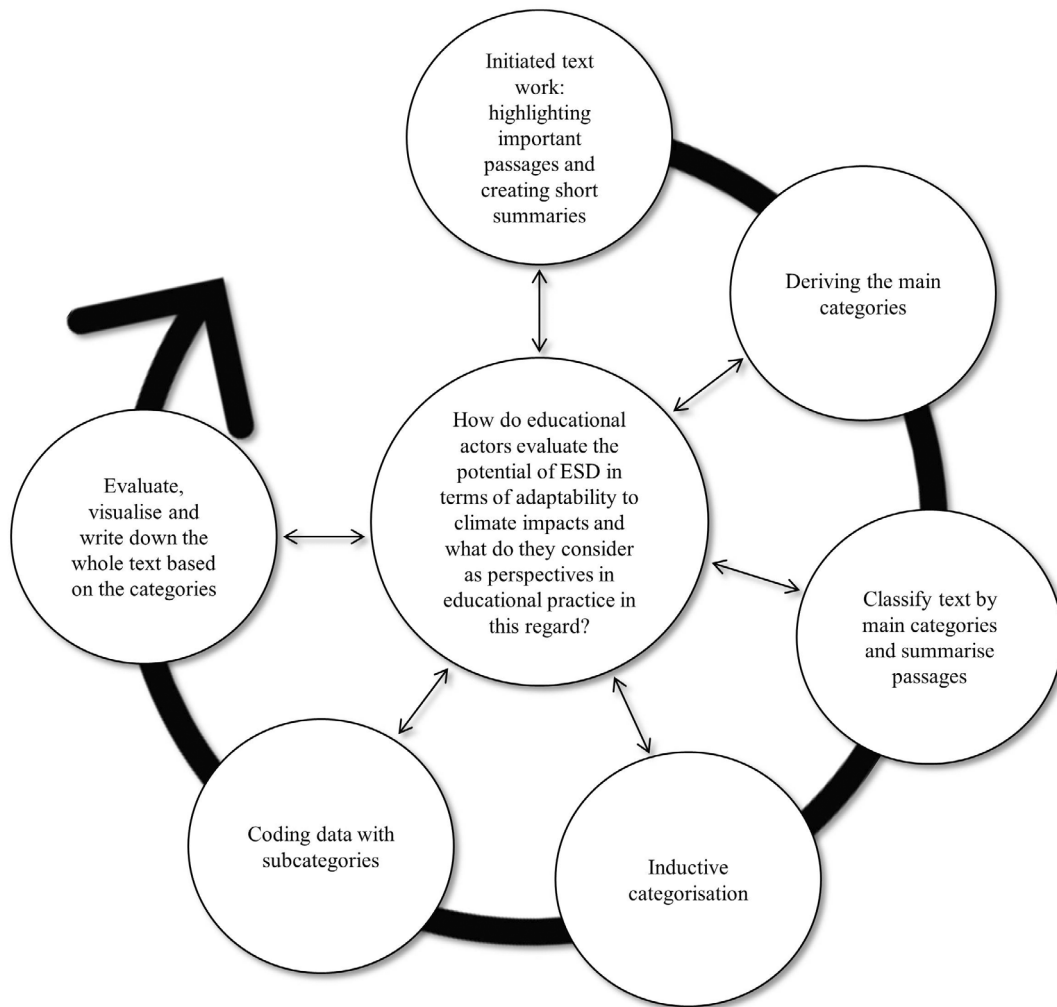 Initiated text
work:
highlighting
important
passages and
creating short
summaries
Deriving the main
categories
How do educational
actors evaluate the
potential of ESD in
terms of adaptability to
climate impacts and
what do they consider
as perspectives in
educational practice in
this regard?
Evaluate,
visualise and
write down the
whole text based
on the categories
Classify text by
main categories
and summarise
passages
Coding data with
subcategories
Inductive
categorisation